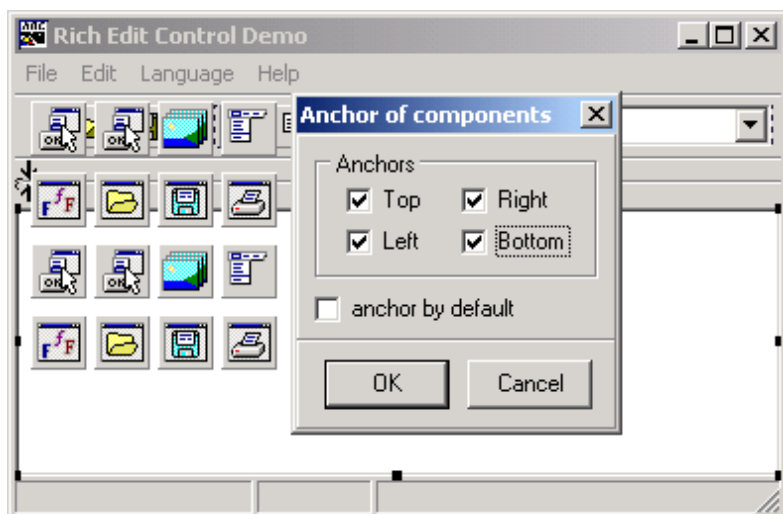 Rich Edit Control Demo
File Edit Language Help
Anchor of components
Anchors
Top Right
Left Bottom
anchor by default
OK Cancel